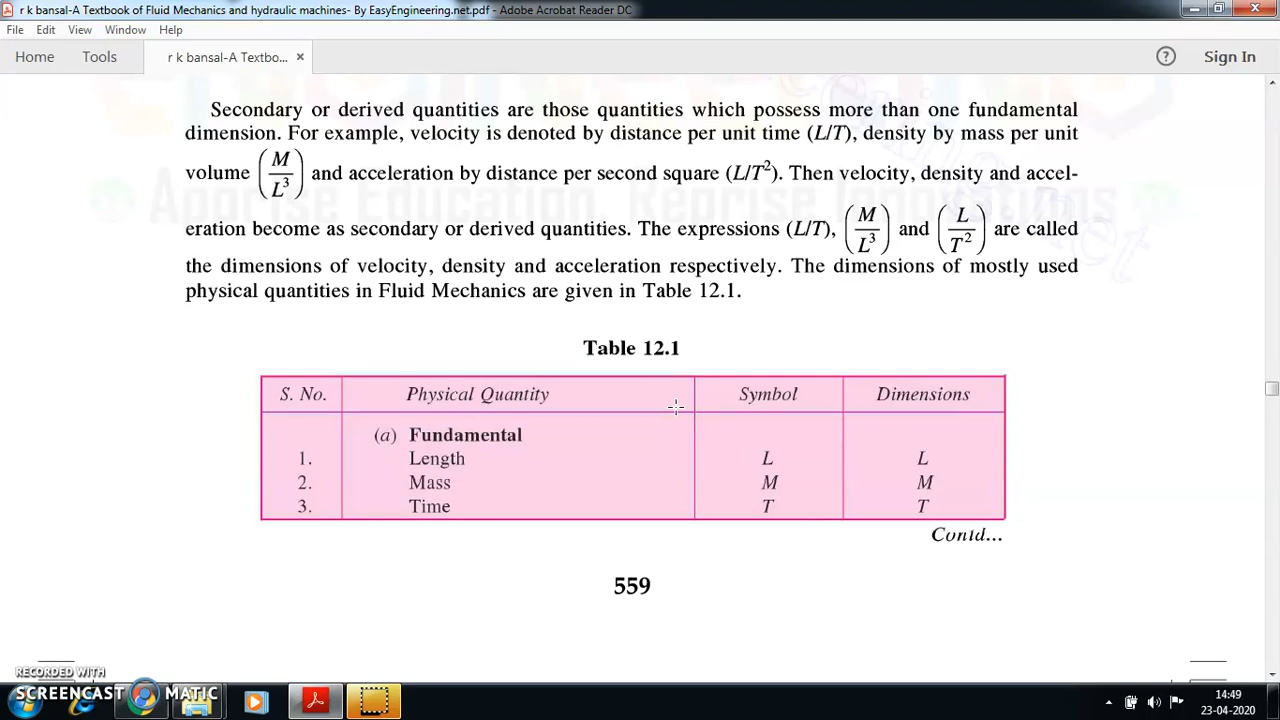 r k bansal-A Textbook of Fluid Mechanics and hydraulic machines- By EasyEngineering.net.pdf - Adobe Acrobat Reader DC
File Edit View Window Help
Home Tools r k bansal-A Textbo... × Sign In
Secondary or derived quantities are those quantities which possess more than one fundamental
dimension. For example, velocity is denoted by distance per unit time (L/T), density by mass per unit
volume (M/L³) and acceleration by distance per second square (L/T²). Then velocity, density and accel-
eration become as secondary or derived quantities. The expressions (L/T), (M/L³) and (L/T²) are called
the dimensions of velocity, density and acceleration respectively. The dimensions of mostly used
physical quantities in Fluid Mechanics are given in Table 12.1.
Apprise Education, Reprise Innovations
Table 12.1
S. No. Physical Quantity Symbol Dimensions
(a) Fundamental
1. Length L L
2. Mass M M
3. Time T T
Contd...
559
RECORDED WITH
SCREENCAST MATIC
14:49
23-04-2020